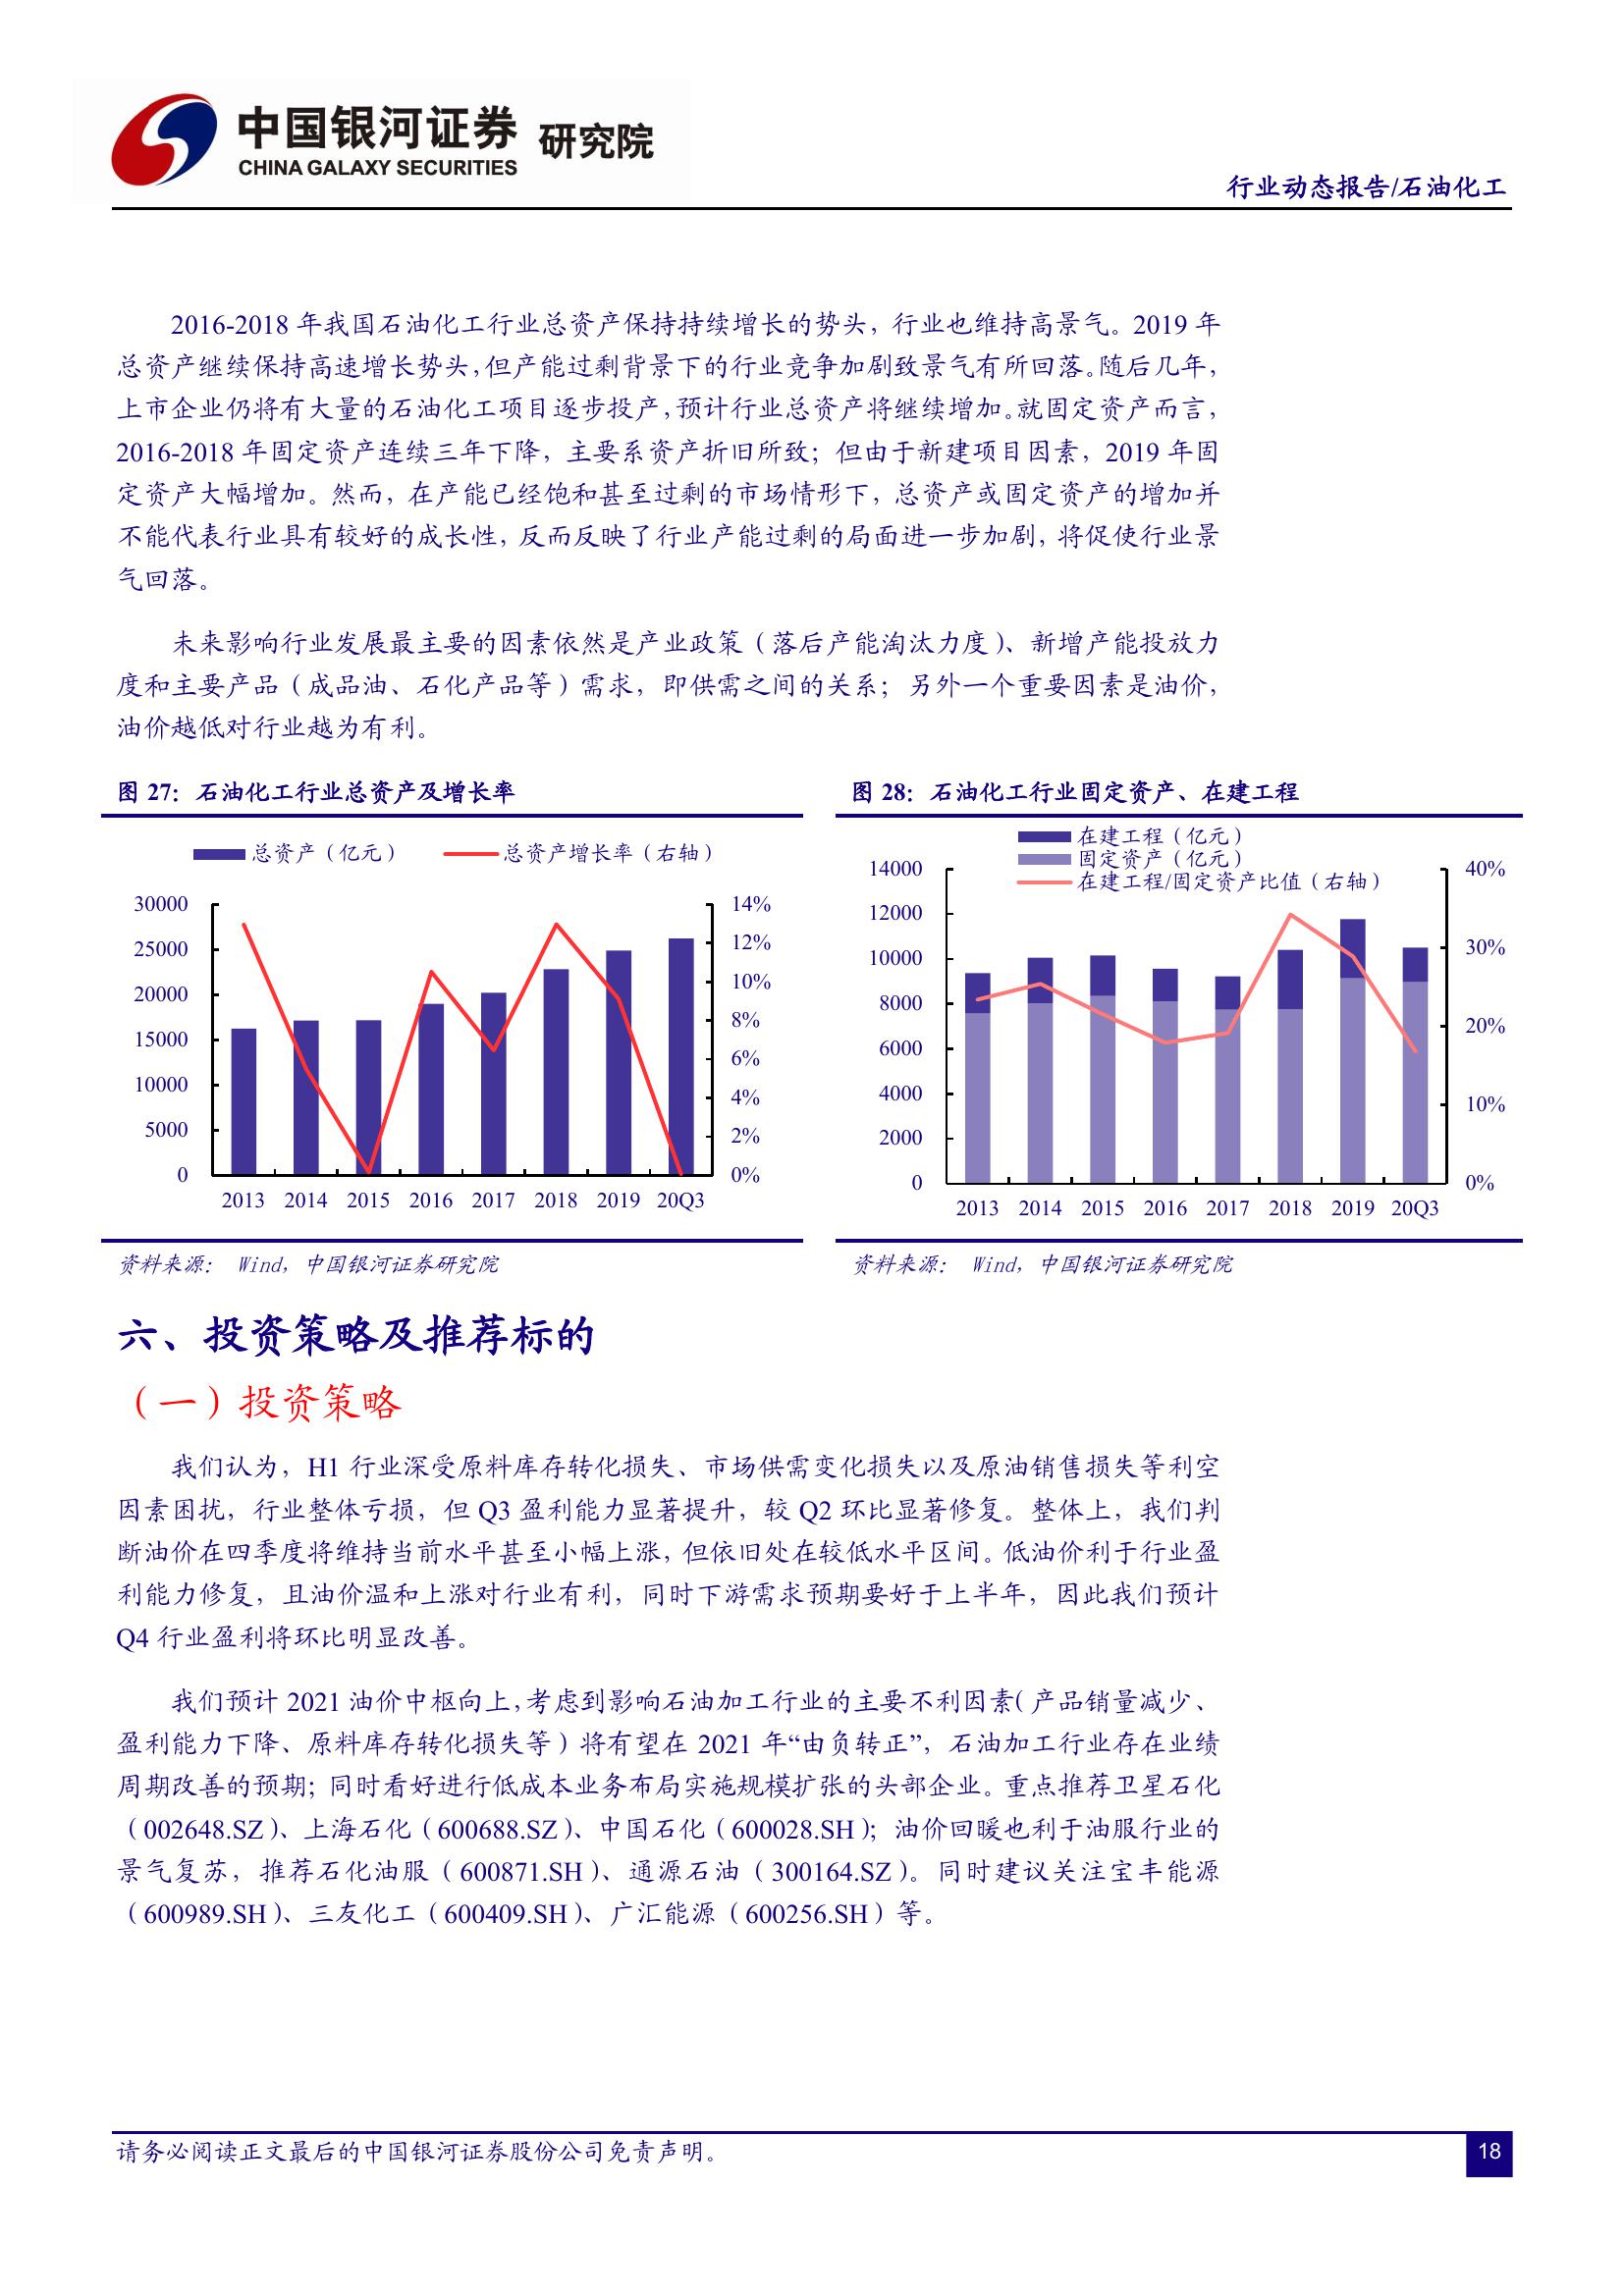 中国银河证券 研究院
CHINA GALAXY SECURITIES
行业动态报告/石油化工
2016-2018 年我国石油化工行业总资产保持持续增长的势头，行业也维持高景气。2019 年
总资产继续保持高速增长势头，但产能过剩背景下的行业竞争加剧致景气有所回落。随后几年，
上市企业仍将有大量的石油化工项目逐步投产，预计行业总资产将继续增加。就固定资产而言，
2016-2018 年固定资产连续三年下降，主要系资产折旧所致；但由于新建项目因素，2019 年固
定资产大幅增加。然而，在产能已经饱和甚至过剩的市场情形下，总资产或固定资产的增加并
不能代表行业具有较好的成长性，反而反映了行业产能过剩的局面进一步加剧，将促使行业景
气回落。
未来影响行业发展最主要的因素依然是产业政策（落后产能淘汰力度）、新增产能投放力
度和主要产品（成品油、石化产品等）需求，即供需之间的关系；另外一个重要因素是油价，
油价越低对行业越为有利。
图 27：石油化工行业总资产及增长率
总资产（亿元） 总资产增长率（右轴）
30000
25000
20000
15000
10000
5000
0
14%
12%
10%
8%
6%
4%
2%
0%
2013 2014 2015 2016 2017 2018 2019 20Q3
资料来源： Wind，中国银河证券研究院
图 28：石油化工行业固定资产、在建工程
在建工程（亿元）
固定资产（亿元）
在建工程/固定资产比值（右轴）
14000
12000
10000
8000
6000
4000
2000
0
40%
30%
20%
10%
0%
2013 2014 2015 2016 2017 2018 2019 20Q3
资料来源： Wind，中国银河证券研究院
六、投资策略及推荐标的
（一）投资策略
我们认为，H1 行业深受原料库存转化损失、市场供需变化损失以及原油销售损失等利空
因素困扰，行业整体亏损，但 Q3 盈利能力显著提升，较 Q2 环比显著修复。整体上，我们判
断油价在四季度将维持当前水平甚至小幅上涨，但依旧处在较低水平区间。低油价利于行业盈
利能力修复，且油价温和上涨对行业有利，同时下游需求预期要好于上半年，因此我们预计
Q4 行业盈利将环比明显改善。
我们预计 2021 油价中枢向上，考虑到影响石油加工行业的主要不利因素（产品销量减少、
盈利能力下降、原料库存转化损失等）将有望在 2021 年“由负转正”，石油加工行业存在业绩
周期改善的预期；同时看好进行低成本业务布局实施规模扩张的头部企业。重点推荐卫星石化
（002648.SZ）、上海石化（600688.SZ）、中国石化（600028.SH）；油价回暖也利于油服行业的
景气复苏，推荐石化油服（600871.SH）、通源石油（300164.SZ）。同时建议关注宝丰能源
（600989.SH）、三友化工（600409.SH）、广汇能源（600256.SH）等。
请务必阅读正文最后的中国银河证券股份公司免责声明。
18